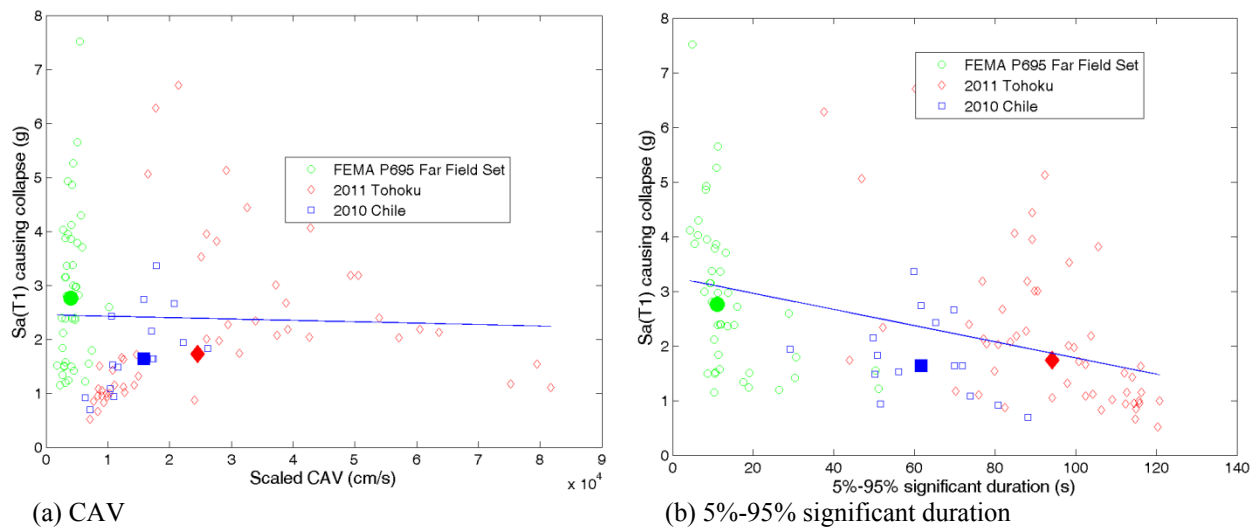 8
7
6
5
4
3
2
1
0
Sa(T1) causing collapse (g)
FEMA P695 Far Field Set
2011 Tohoku
2010 Chile
0 1 2 3 4 5 6 7 8 9
Scaled CAV (cm/s)
x 10^4
(a) CAV
8
7
6
5
4
3
2
1
0
Sa(T1) causing collapse (g)
FEMA P695 Far Field Set
2011 Tohoku
2010 Chile
0 20 40 60 80 100 120 140
5%-95% significant duration (s)
(b) 5%-95% significant duration